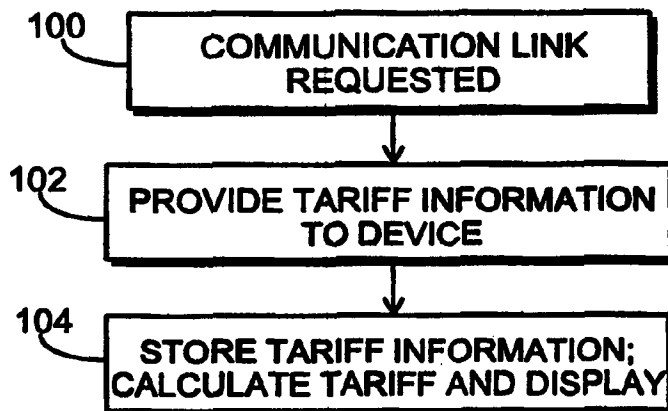 100
COMMUNICATION LINK
REQUESTED
102
PROVIDE TARIFF INFORMATION
TO DEVICE
104
STORE TARIFF INFORMATION;
CALCULATE TARIFF AND DISPLAY